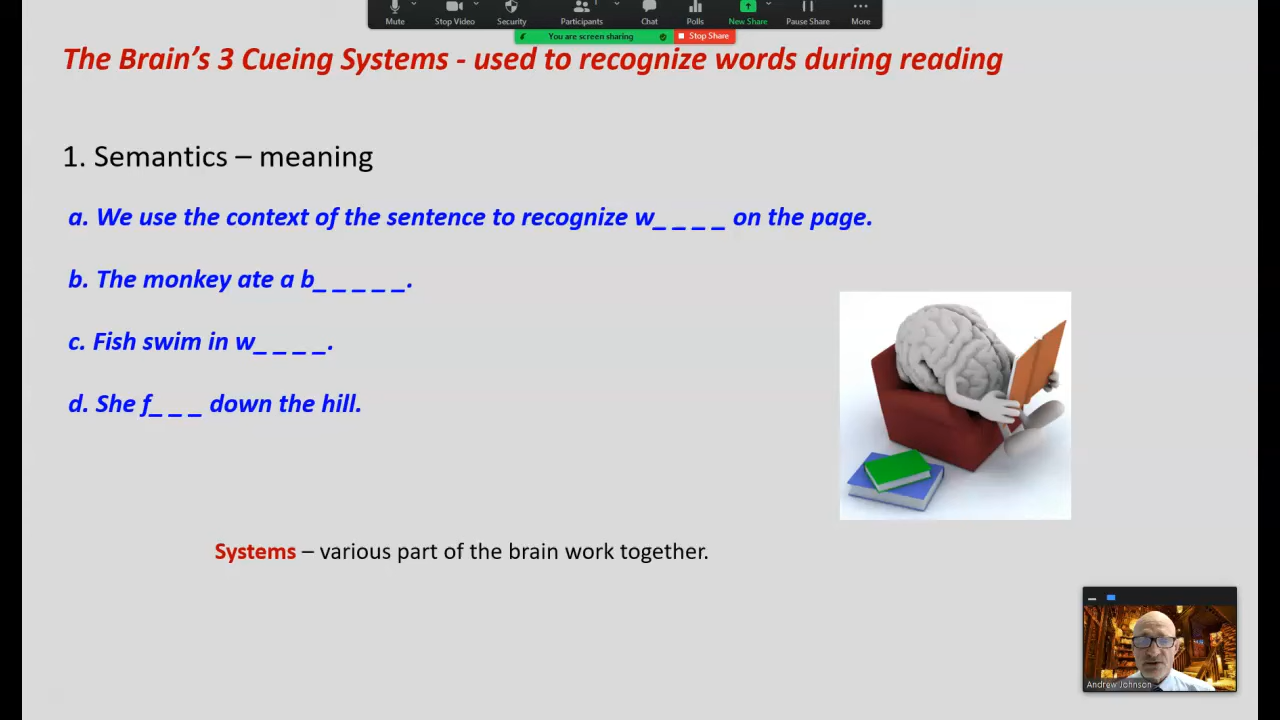 Mute Stop Video Security Participants Chat Polls New Share Pause Share More
You are screen sharing Stop Share
The Brain's 3 Cueing Systems - used to recognize words during reading
1. Semantics – meaning
a. We use the context of the sentence to recognize w_ _ _ _ on the page.
b. The monkey ate a b_ _ _ _ _.
c. Fish swim in w_ _ _ _.
d. She f_ _ _ down the hill.
Systems – various part of the brain work together.
Andrew Johnson